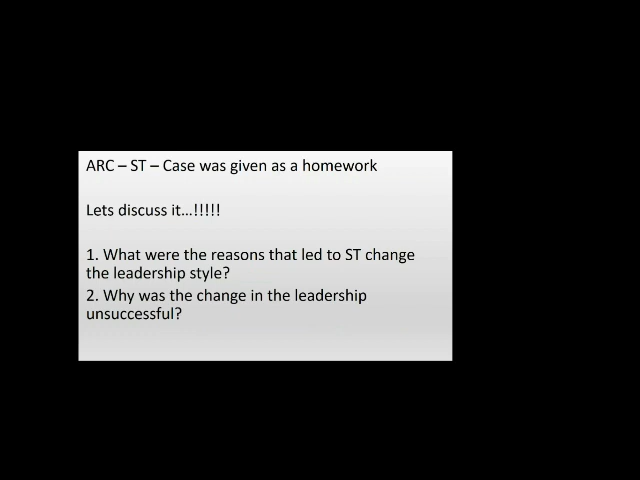 ARC – ST – Case was given as a homework
Lets discuss it...!!!!!
1. What were the reasons that led to ST change
the leadership style?
2. Why was the change in the leadership
unsuccessful?